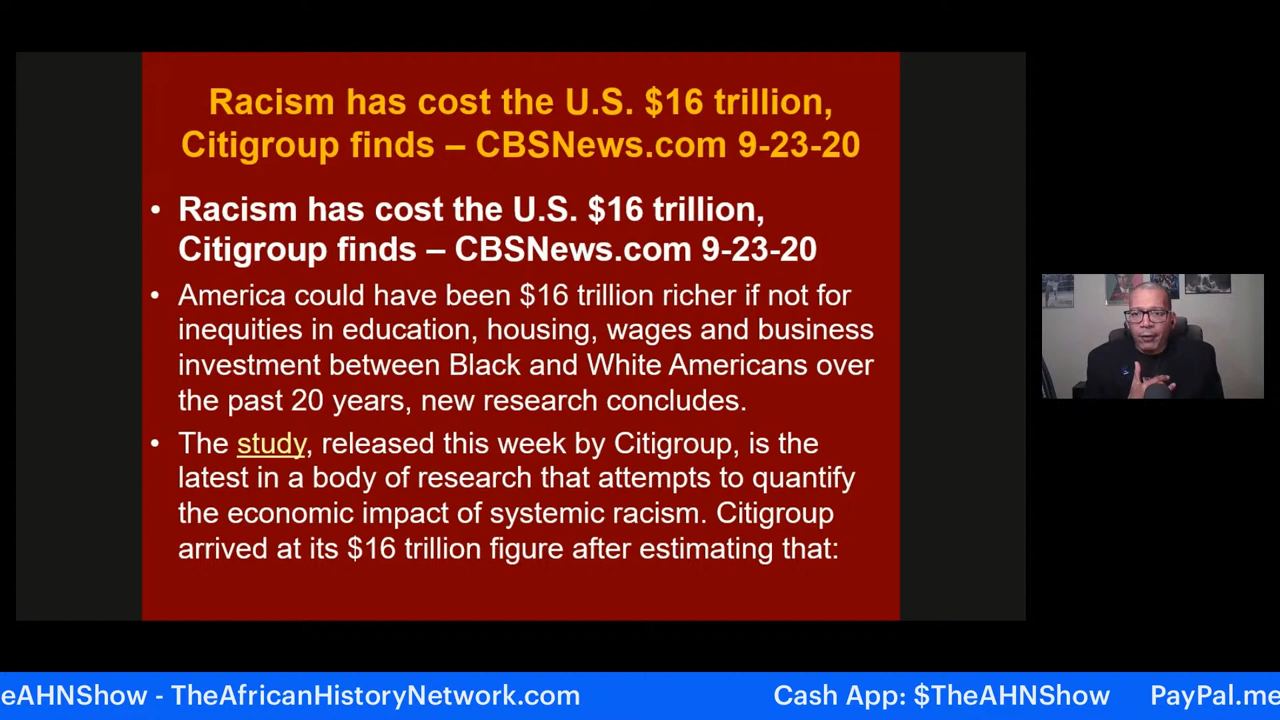 Racism has cost the U.S. $16 trillion,
Citigroup finds – CBSNews.com 9-23-20
• Racism has cost the U.S. $16 trillion,
Citigroup finds – CBSNews.com 9-23-20
• America could have been $16 trillion richer if not for
inequities in education, housing, wages and business
investment between Black and White Americans over
the past 20 years, new research concludes.
• The study, released this week by Citigroup, is the
latest in a body of research that attempts to quantify
the economic impact of systemic racism. Citigroup
arrived at its $16 trillion figure after estimating that:
eAHNShow - TheAfricanHistoryNetwork.com Cash App: $TheAHNShow PayPal.me